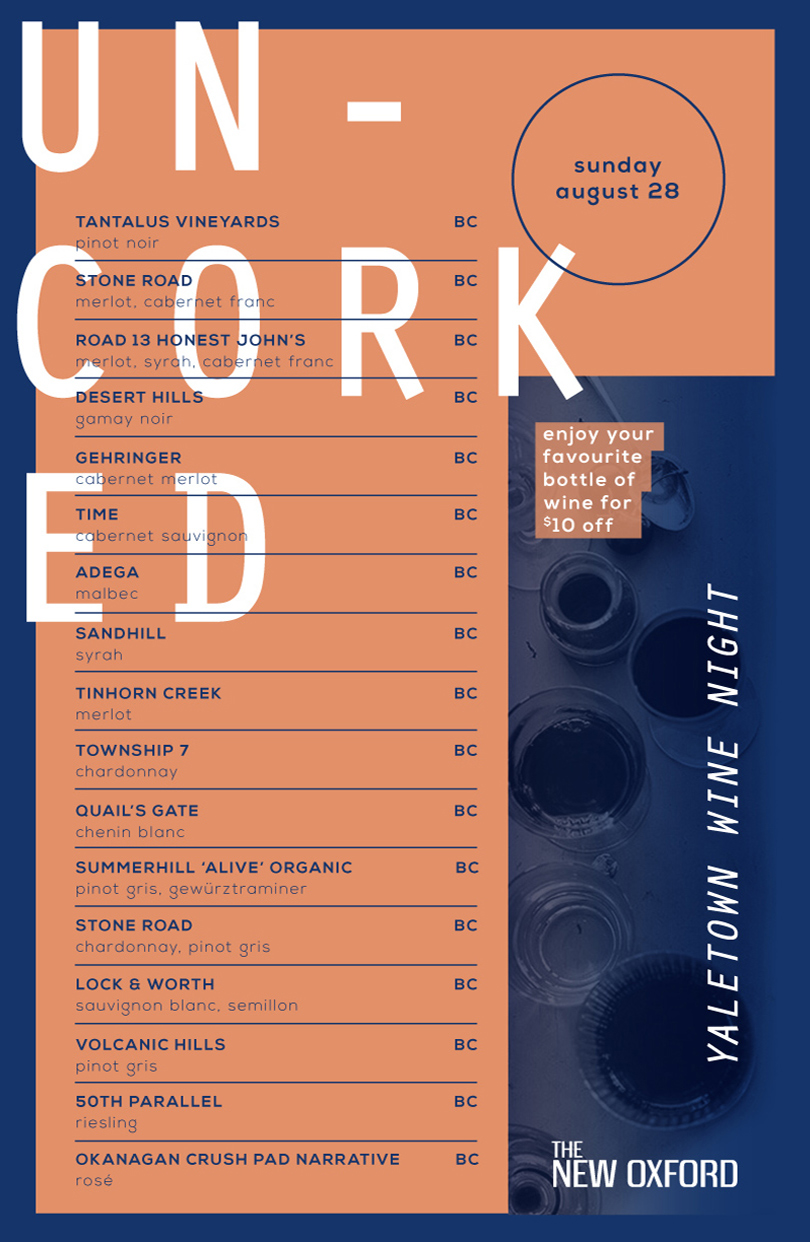 UN-
CORK
ED
sunday
august 28
TANTALUS VINEYARDS BC
pinot noir
STONE ROAD BC
merlot, cabernet franc
ROAD 13 HONEST JOHN'S BC
merlot, syrah, cabernet franc
DESERT HILLS BC
gamay noir
GEHRINGER BC
cabernet merlot
TIME BC
cabernet sauvignon
ADEGA BC
malbec
SANDHILL BC
syrah
TINHORN CREEK BC
merlot
TOWNSHIP 7 BC
chardonnay
QUAIL'S GATE BC
chenin blanc
SUMMERHILL 'ALIVE' ORGANIC BC
pinot gris, gewürztraminer
STONE ROAD BC
chardonnay, pinot gris
LOCK & WORTH BC
sauvignon blanc, semillon
VOLCANIC HILLS BC
pinot gris
50TH PARALLEL BC
riesling
OKANAGAN CRUSH PAD NARRATIVE BC
rosé
enjoy your
favourite
bottle of
wine for
$10 off
YALETOWN WINE NIGHT
THE
NEW OXFORD